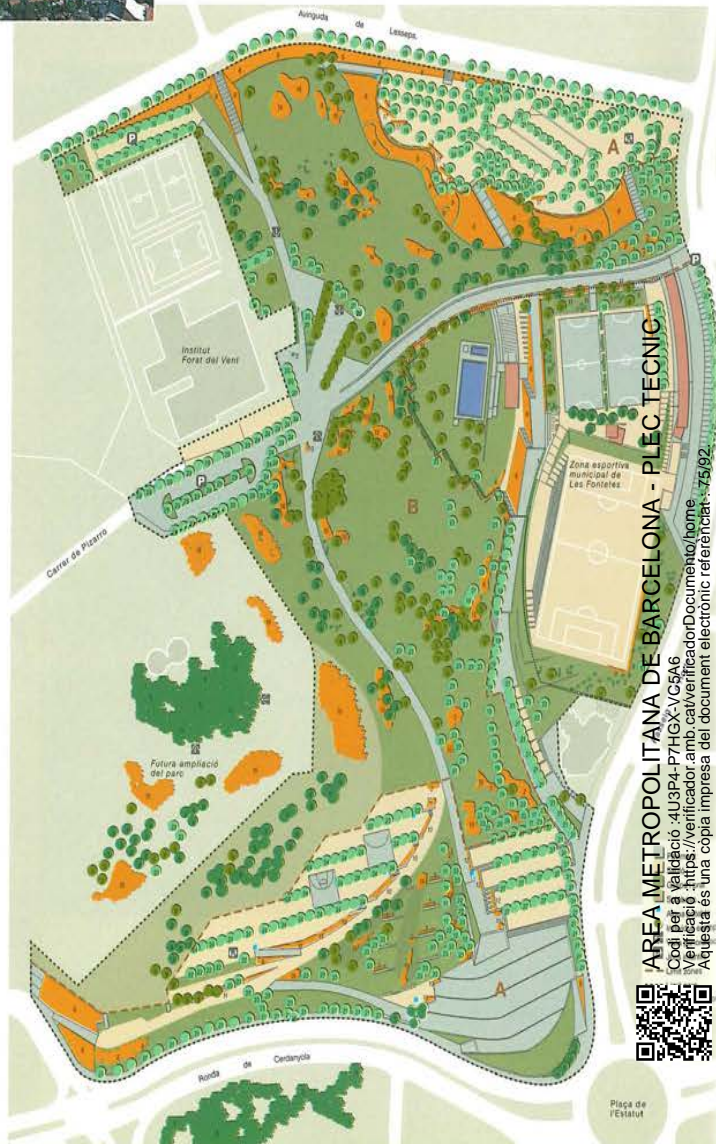 Avinguda de Lesseps
P
A
P
Institut
Forat del Vent
Zona esportiva
municipal de
Les Fontetes
B
P
Carrer de Pizarro
Futura ampliació
del parc
A
Ronda de Cerdanyola
Plaça de
l'Estatut
Límit zones
AREA METROPOLITANA DE BARCELONA - PLEC TECNIC
Codi per a validació :4U3P4-P7HGX-VC5A6
Verificació :https://verificador.amb.cat/verificadorDocumento/home.
Aquesta és una còpia impresa del document electrònic referenciat : 75/92.